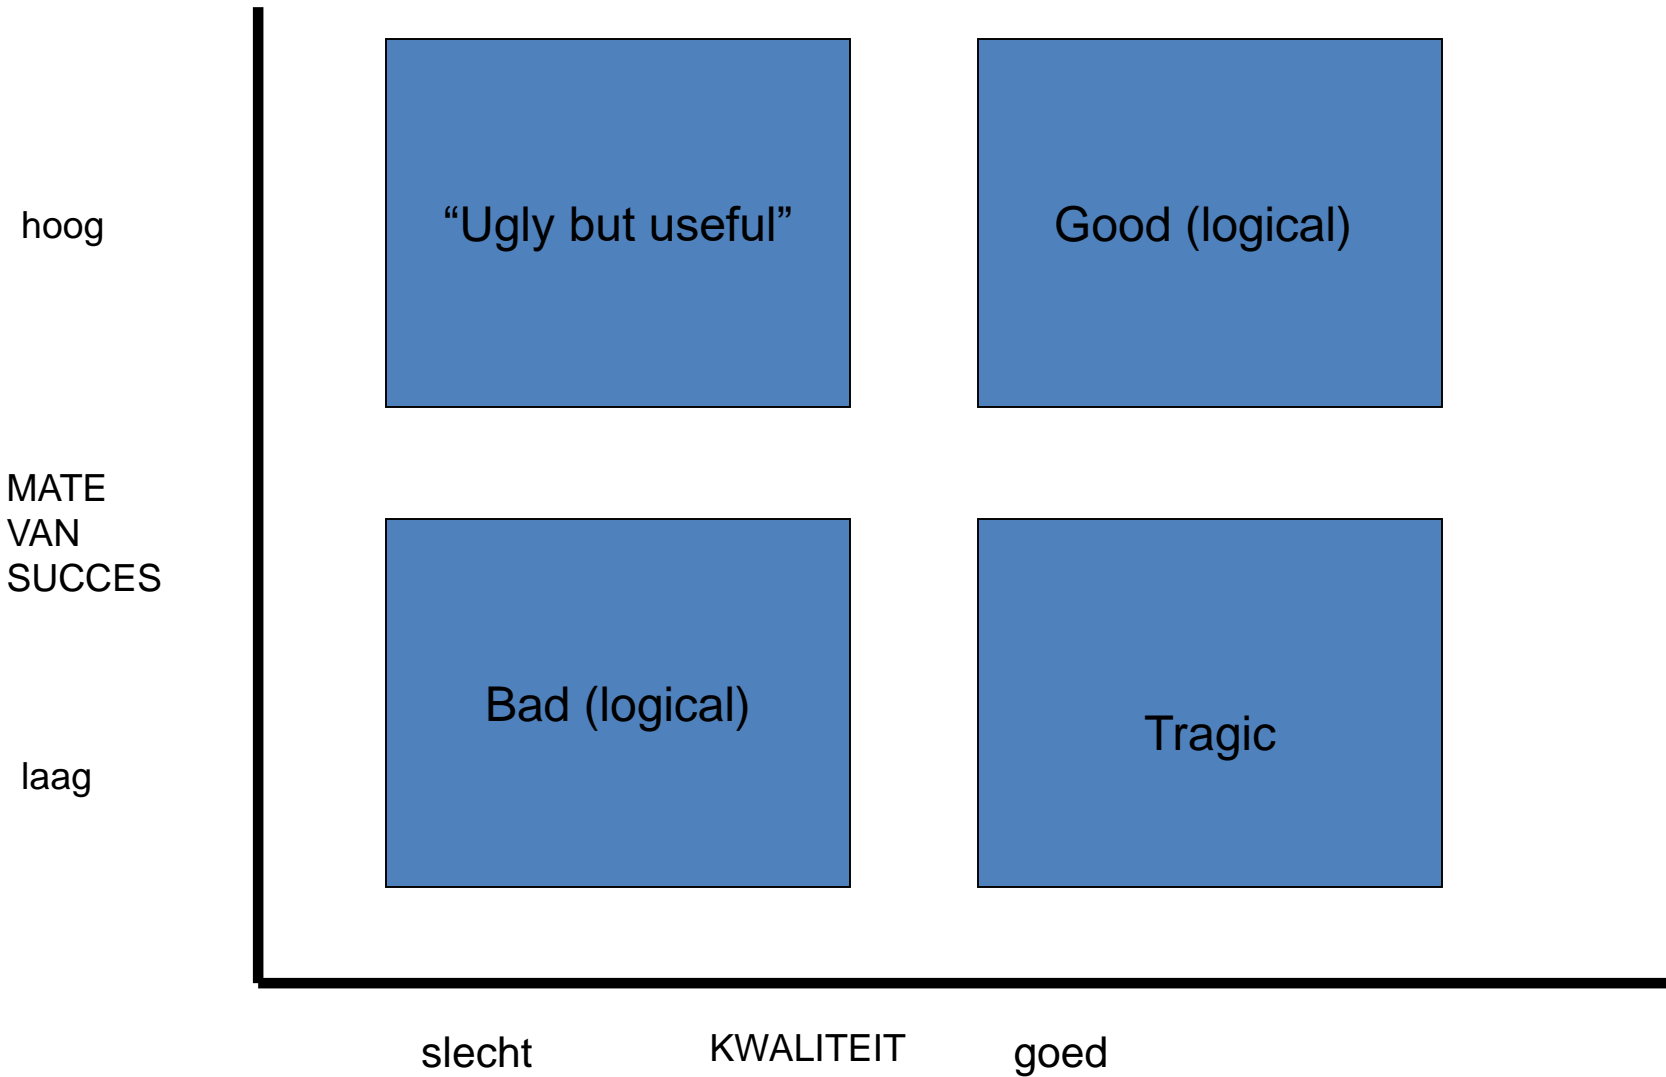 hoog
“Ugly but useful”
Good (logical)
MATE
VAN
SUCCES
Bad (logical)
Tragic
laag
slecht
KWALITEIT
goed